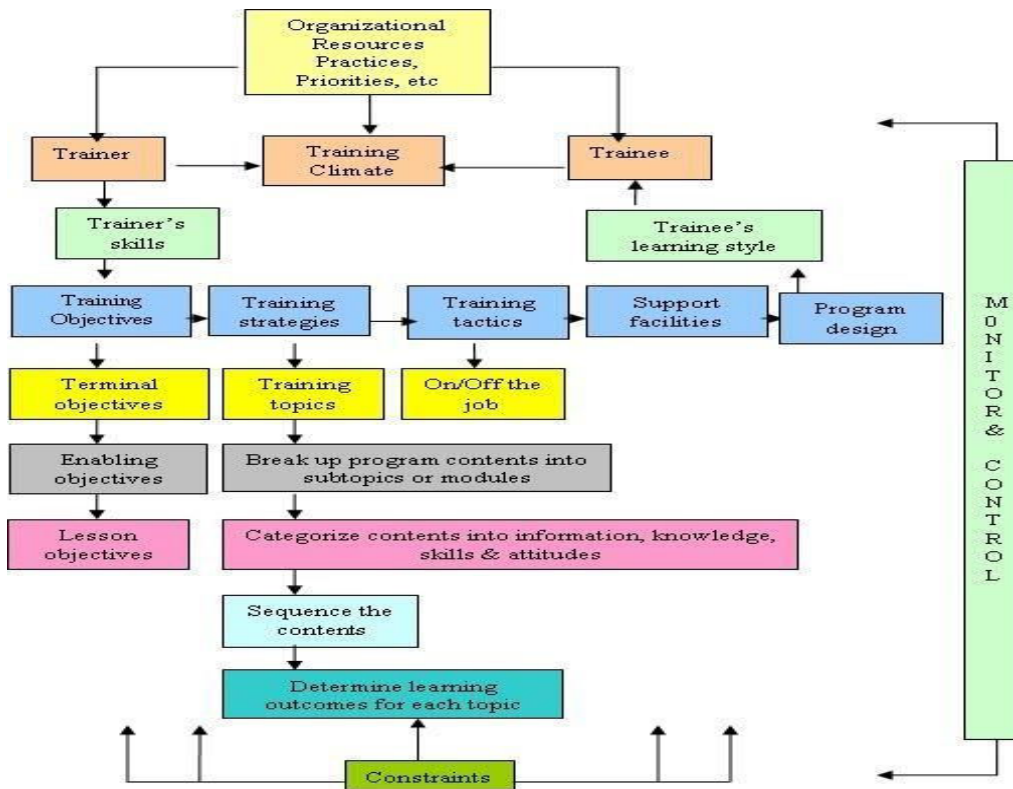 Organizational
Resources
Practices,
Priorities, etc
Trainer
Training
Climate
Trainee
Trainer's
skills
Trainee's
learning style
Training
Objectives
Training
strategies
Training
tactics
Support
facilities
Program
design
Terminal
objectives
Training
topics
On/Off the
job
Enabling
objectives
Break up program contents into
subtopics or modules
Lesson
objectives
Categorize contents into information, knowledge,
skills & attitudes
Sequence the
contents
Determine learning
outcomes for each topic
Constraints
MONITOR & CONTROL